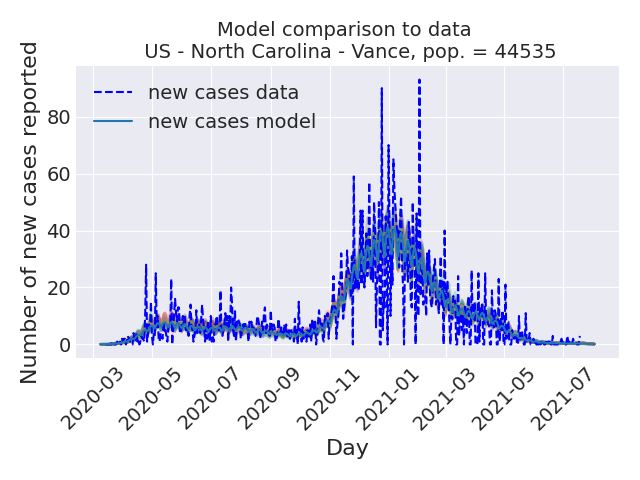 Model comparison to data
US - North Carolina - Vance, pop. = 44535
Number of new cases reported
80
60
40
20
0
new cases data
new cases model
2020-03
2020-05
2020-07
2020-09
2020-11
2021-01
2021-03
2021-05
2021-07
Day